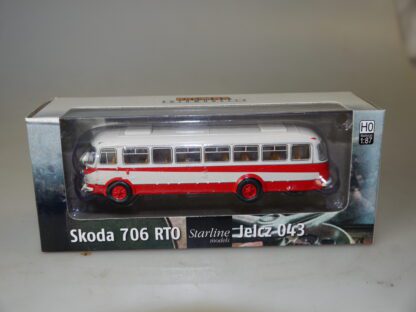 H0
1:87
Skoda 706 RTO
Starline
models
Jelcz 043